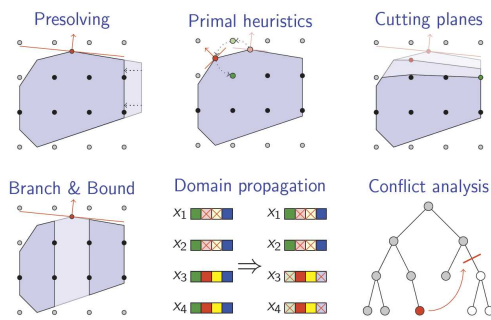 Presolving
Primal heuristics
Cutting planes
Branch & Bound
Domain propagation
Conflict analysis
x₁ x₁
x₂ x₂
x₃ ⇒ x₃
x₄ x₄